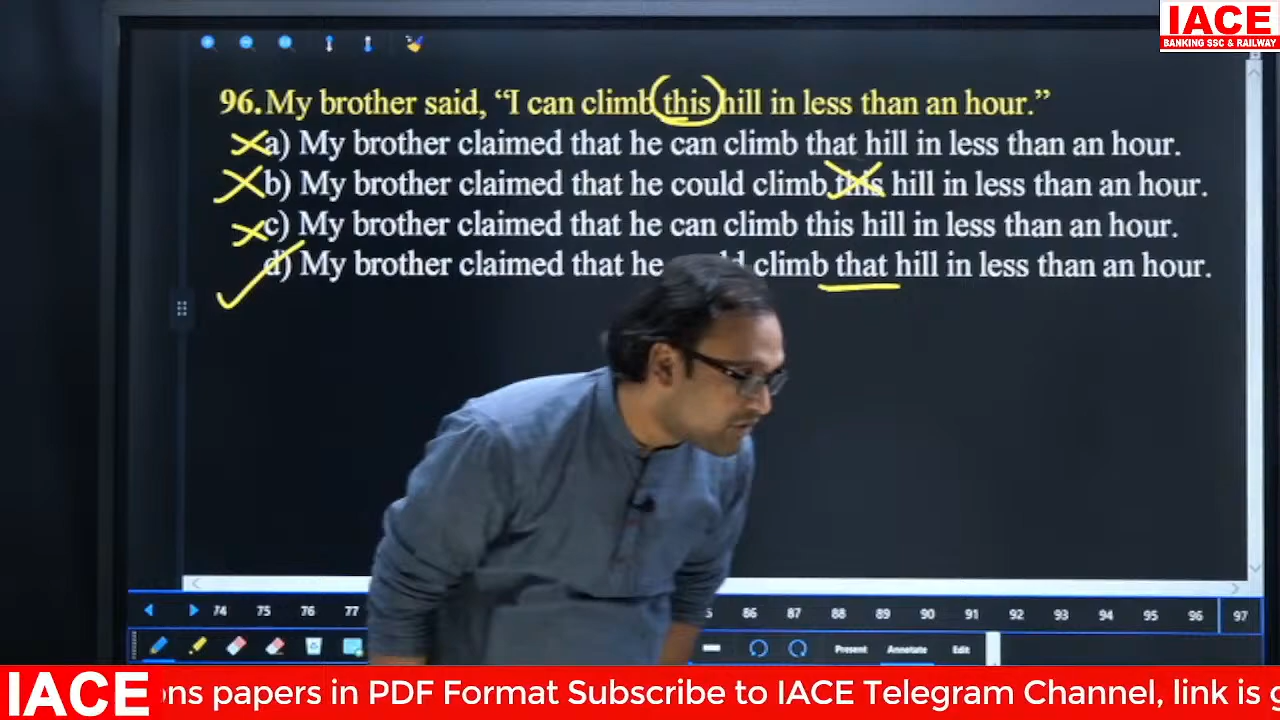 IACE
BANKING SSC & RAILWAY
96. My brother said, “I can climb this hill in less than an hour.”
a) My brother claimed that he can climb that hill in less than an hour.
b) My brother claimed that he could climb this hill in less than an hour.
c) My brother claimed that he can climb this hill in less than an hour.
d) My brother claimed that he climb that hill in less than an hour.
74 75 76 77 86 87 88 89 90 91 92 93 94 95 96 97
Present Annotate Edit
IACE papers in PDF Format Subscribe to IACE Telegram Channel, link is